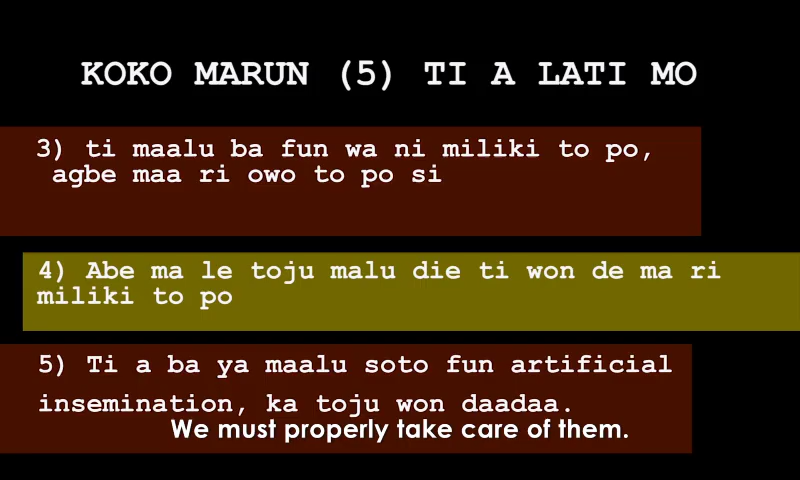 KOKO MARUN (5) TI A LATI MO
3) ti maalu ba fun wa ni miliki to po,
agbe maa ri owo to po si
4) Abe ma le toju malu die ti won de ma ri
miliki to po
5) Ti a ba ya maalu soto fun artificial
insemination, ka toju won daadaa.
We must properly take care of them.